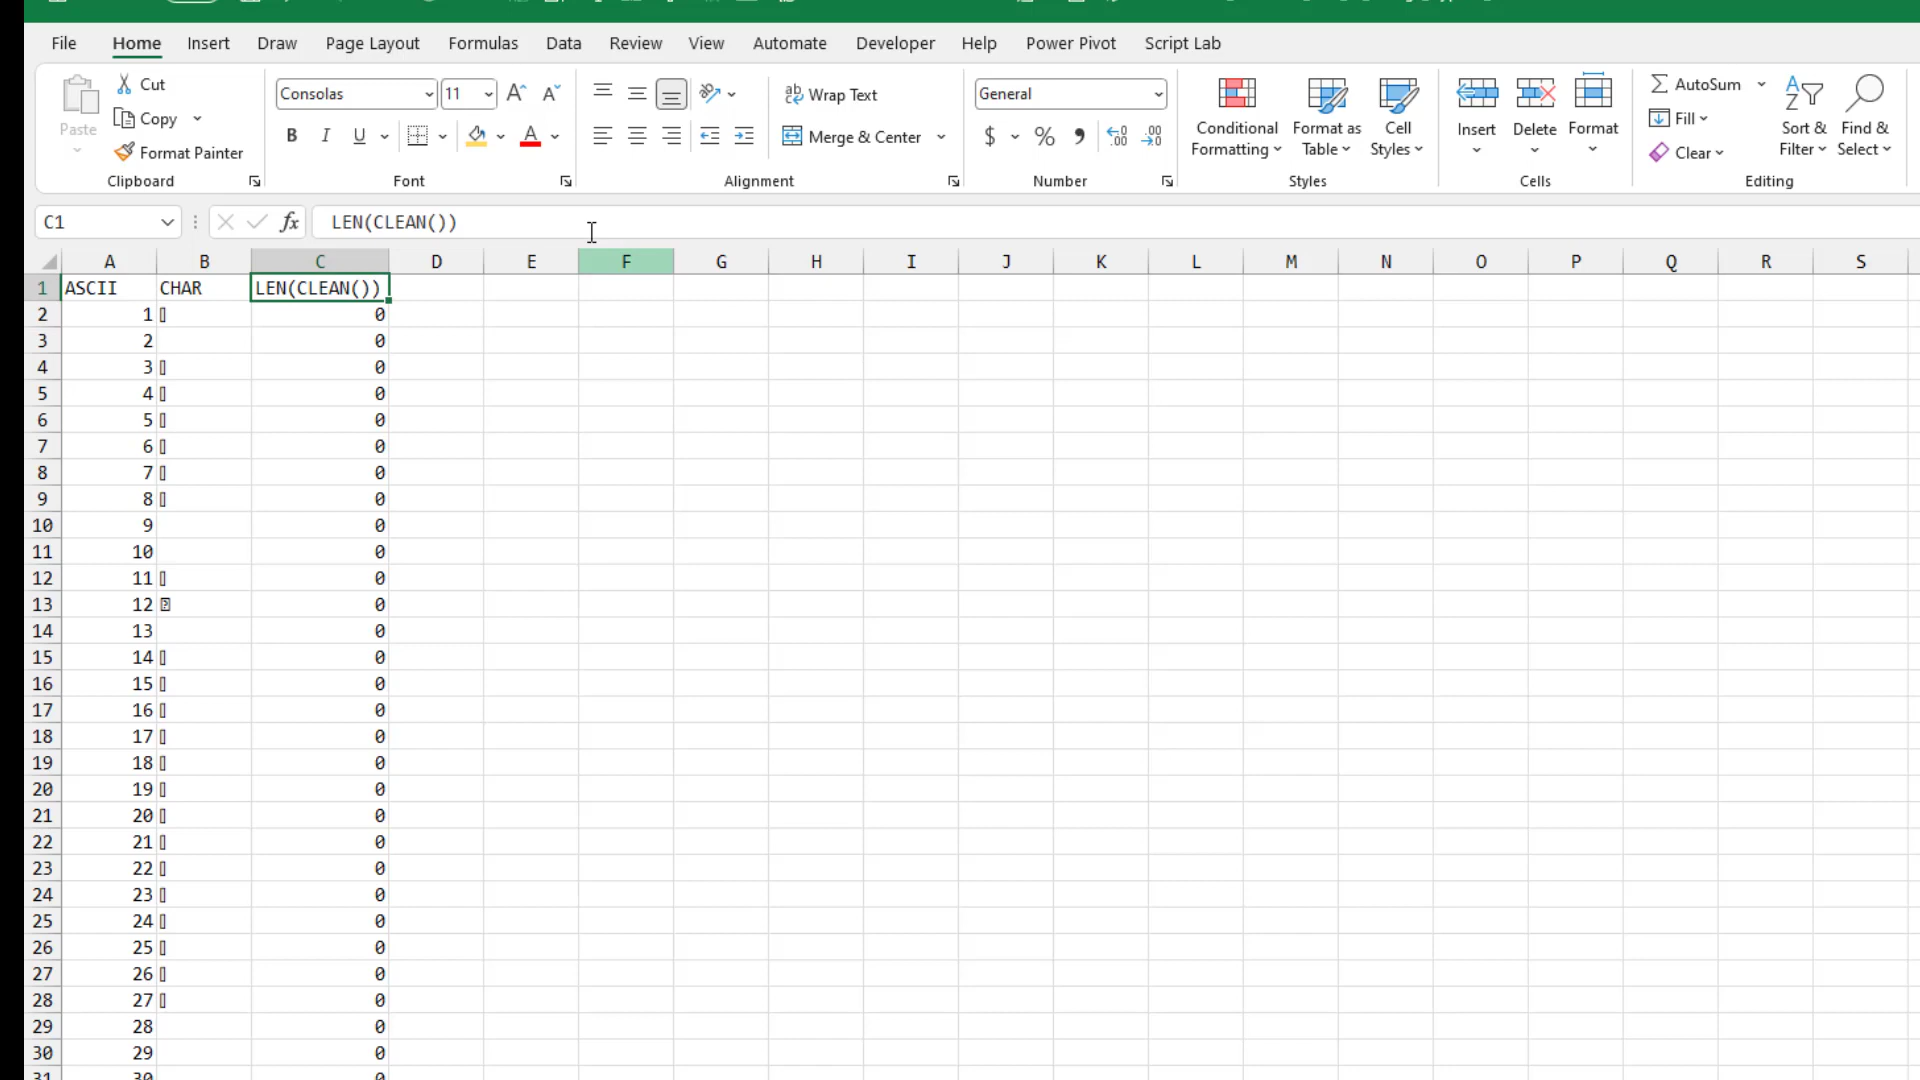 File Home Insert Draw Page Layout Formulas Data Review View Automate Developer Help Power Pivot Script Lab
Paste
Cut
Copy
Format Painter
Clipboard
Consolas 11
B I U
Font
Wrap Text
Merge & Center
Alignment
General
$ % ,
Number
Conditional Formatting
Format as Table
Cell Styles
Styles
Insert Delete Format
Cells
AutoSum
Fill
Clear
Sort & Filter
Find & Select
Editing
C1 fx LEN(CLEAN())
A B C D E F G H I J K L M N O P Q R S
1 ASCII CHAR LEN(CLEAN())
2 1 0
3 2 0
4 3 0
5 4 0
6 5 0
7 6 0
8 7 0
9 8 0
10 9 0
11 10 0
12 11 0
13 12 0
14 13 0
15 14 0
16 15 0
17 16 0
18 17 0
19 18 0
20 19 0
21 20 0
22 21 0
23 22 0
24 23 0
25 24 0
26 25 0
27 26 0
28 27 0
29 28 0
30 29 0
31 30 0